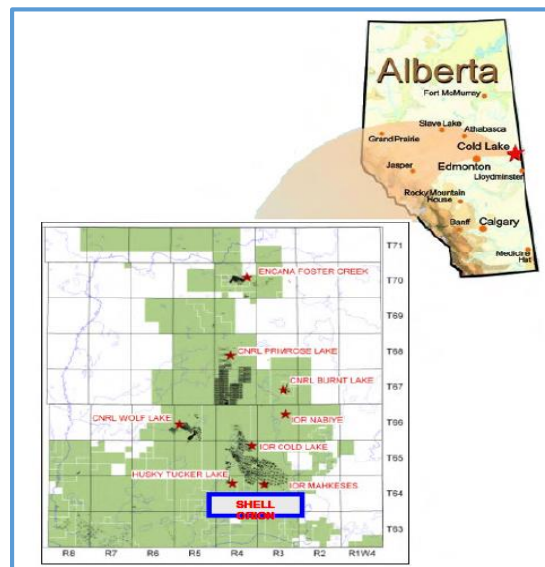 Alberta
Fort McMurray
Slave Lake
Athabasca
Grand Prairie
Cold Lake
Edmonton
Jasper
Lloydminster
Rocky Mountain
House
Banff
Calgary
Medicine
Hat
T71
ENCANA FOSTER CREEK
T70
T69
CNRL PRIMROSE LAKE
T68
CNRL BURNT LAKE
T67
IOR NABIYE
CNRL WOLF LAKE
T66
IOR COLD LAKE
T65
HUSKY TUCKER LAKE
IOR MAHKESES
T64
SHELL
ORION
T63
R8 R7 R6 R5 R4 R3 R2 R1W4